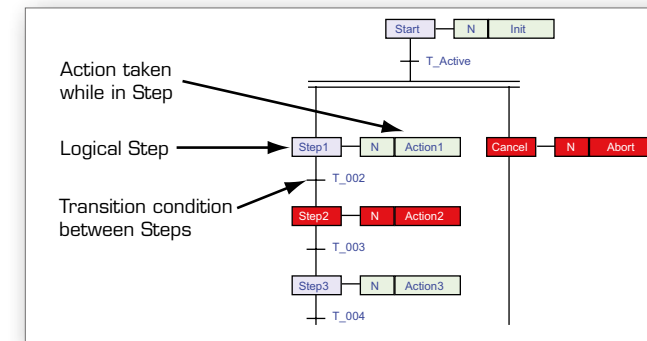 Start N Init
T_Active
Action taken
while in Step
Logical Step
Step1 N Action1
Cancel N Abort
T_002
Transition condition
between Steps
Step2 N Action2
T_003
Step3 N Action3
T_004